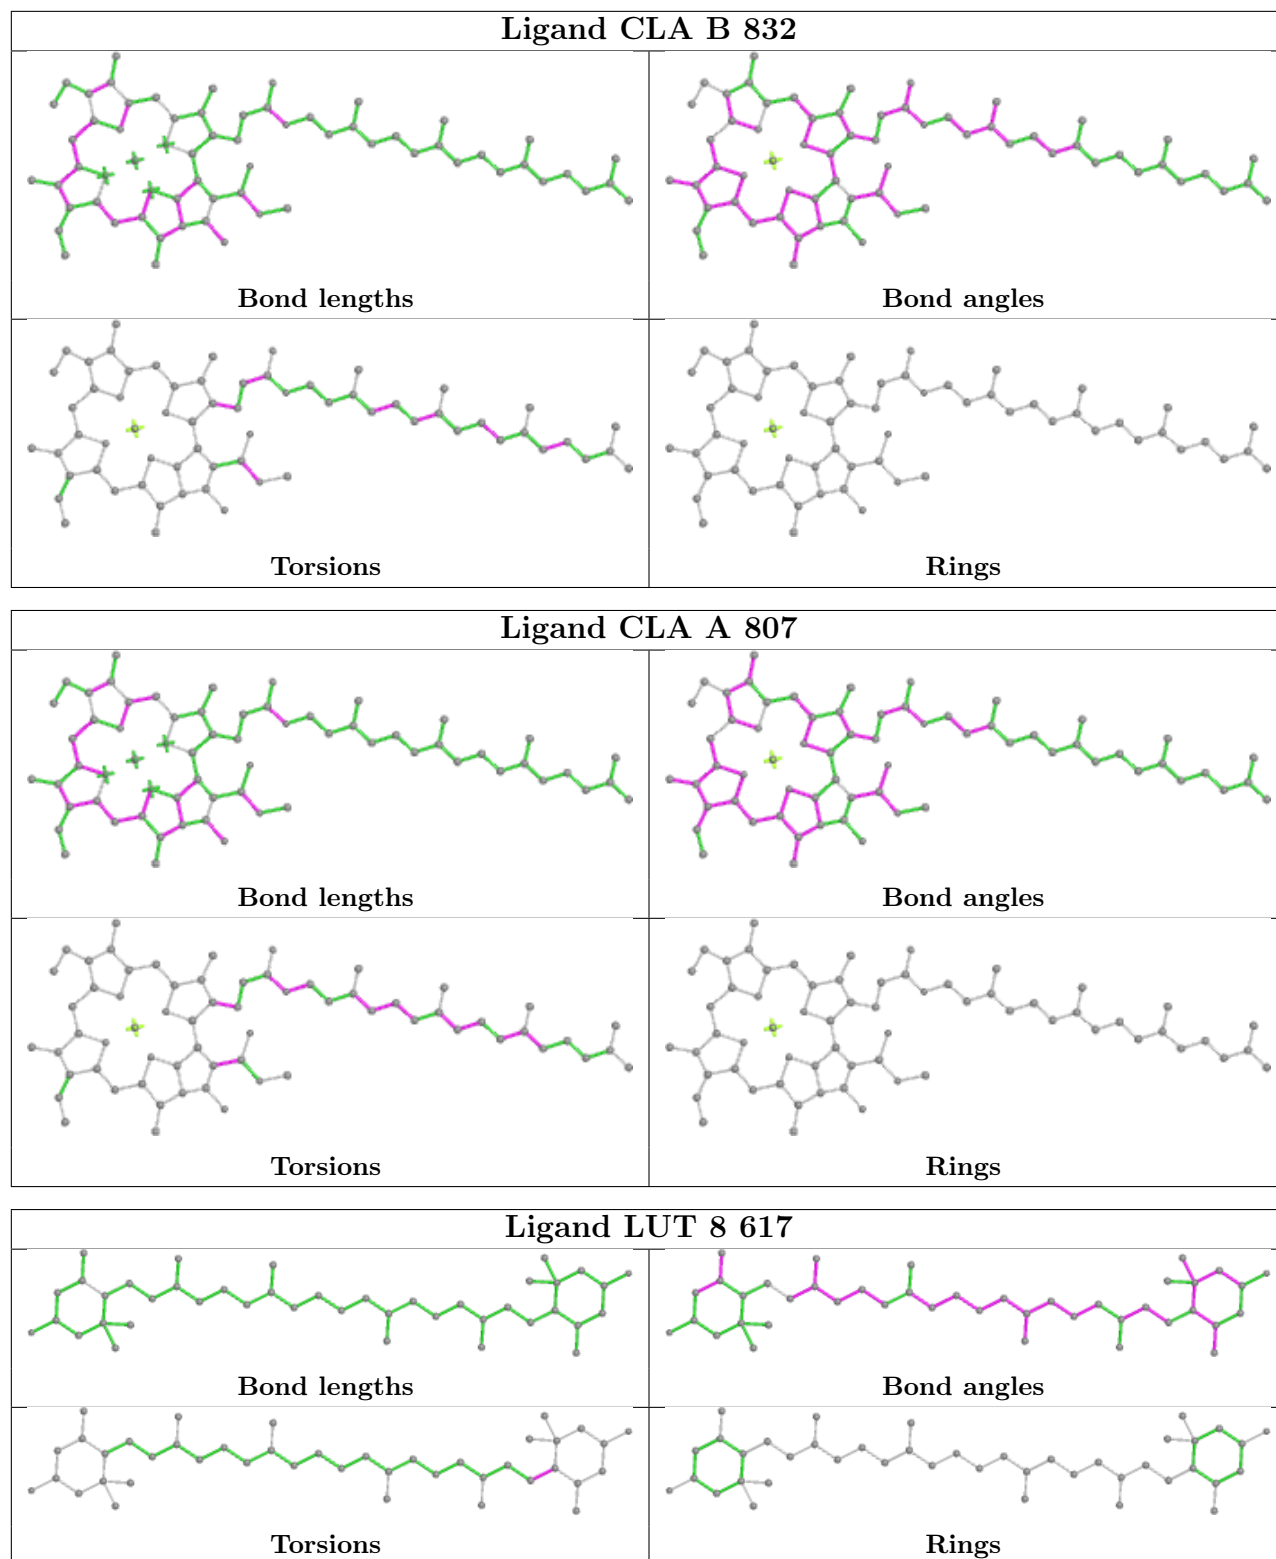 Ligand CLA B 832
Bond lengths
Bond angles
Torsions
Rings
Ligand CLA A 807
Bond lengths
Bond angles
Torsions
Rings
Ligand LUT 8 617
Bond lengths
Bond angles
Torsions
Rings